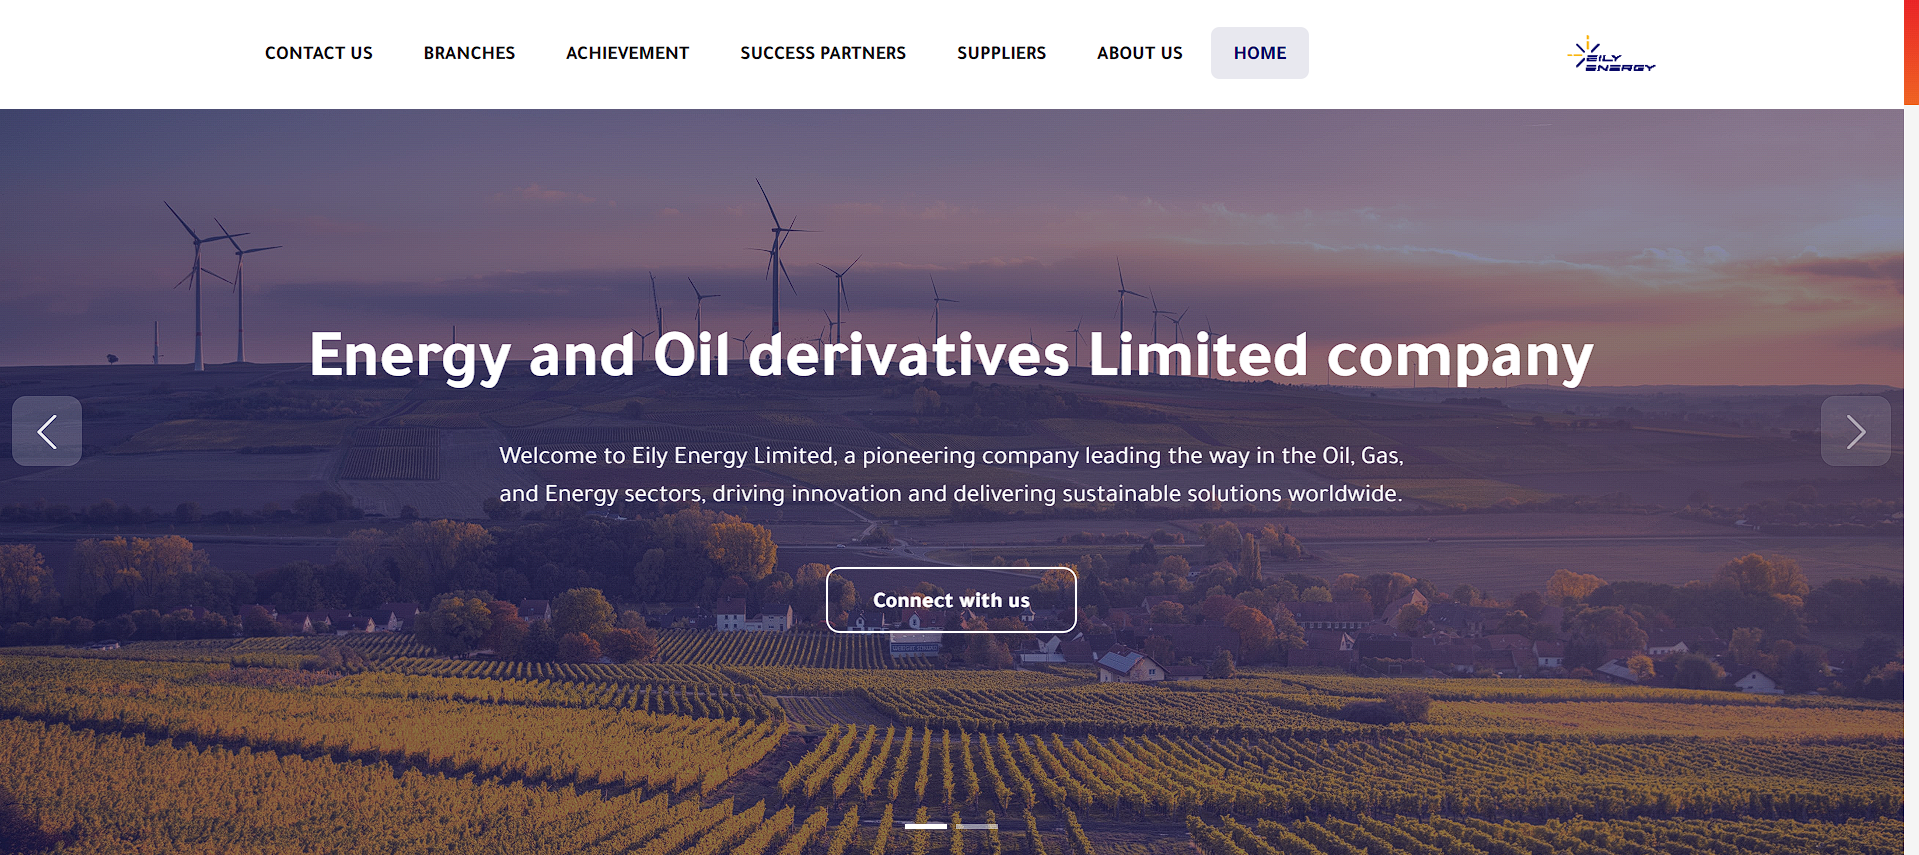 CONTACT US BRANCHES ACHIEVEMENT SUCCESS PARTNERS SUPPLIERS ABOUT US HOME
EILY
ENERGY
Energy and Oil derivatives Limited company
Welcome to Eily Energy Limited, a pioneering company leading the way in the Oil, Gas,
and Energy sectors, driving innovation and delivering sustainable solutions worldwide.
Connect with us